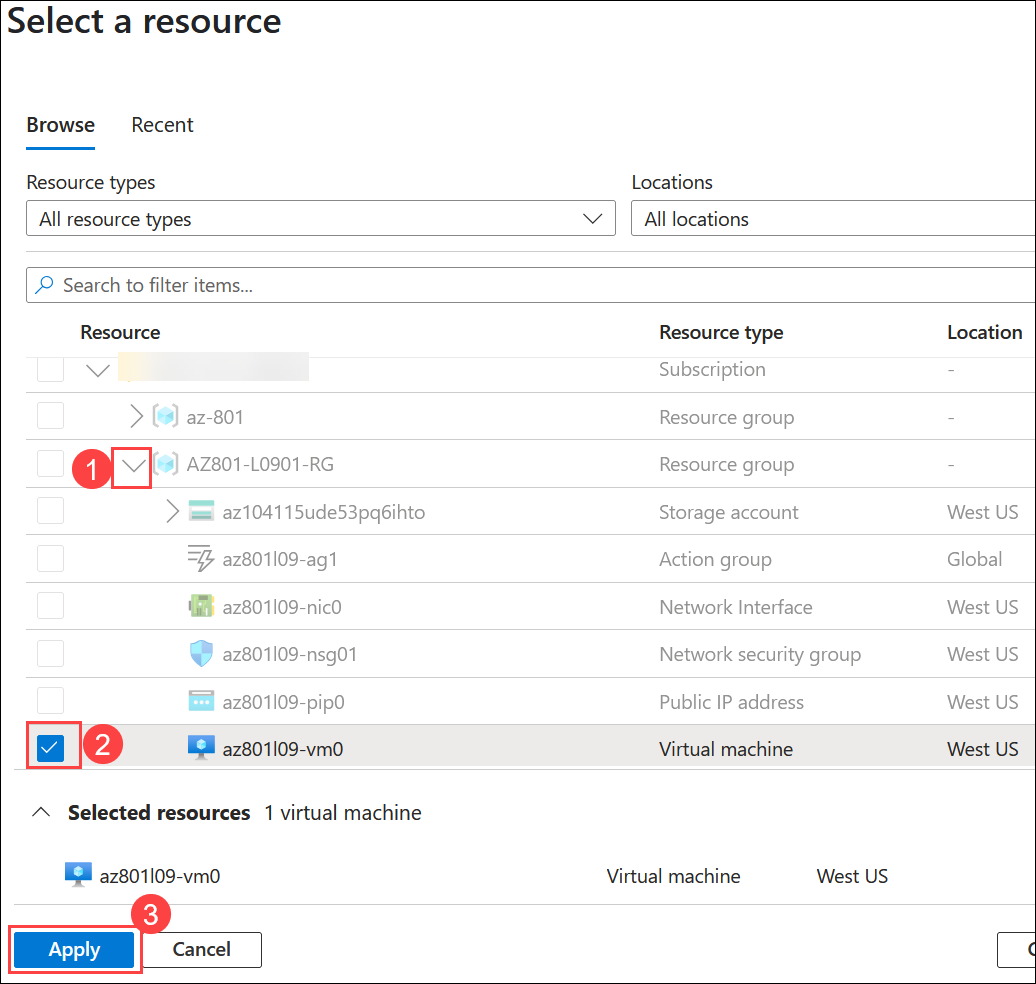 Select a resource
Browse Recent
Resource types Locations
All resource types All locations
Search to filter items...
Resource Resource type Location
Subscription -
az-801 Resource group -
1 AZ801-L0901-RG Resource group -
az104115ude53pq6ihto Storage account West US
az801l09-ag1 Action group Global
az801l09-nic0 Network Interface West US
az801l09-nsg01 Network security group West US
az801l09-pip0 Public IP address West US
2 az801l09-vm0 Virtual machine West US
Selected resources 1 virtual machine
az801l09-vm0 Virtual machine West US
3
Apply Cancel